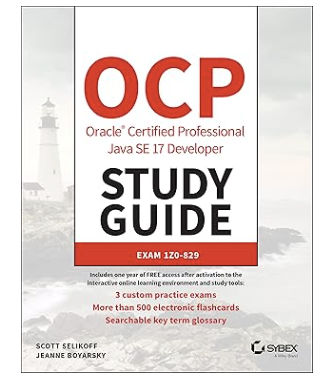 OCP
Oracle® Certified Professional
Java SE 17 Developer
STUDY
GUIDE
EXAM 1Z0-829
Includes one year of FREE access after activation to the
interactive online learning environment and study tools:
3 custom practice exams
More than 500 electronic flashcards
Searchable key term glossary
SCOTT SELIKOFF
JEANNE BOYARSKY
SYBEX
A Wiley Brand